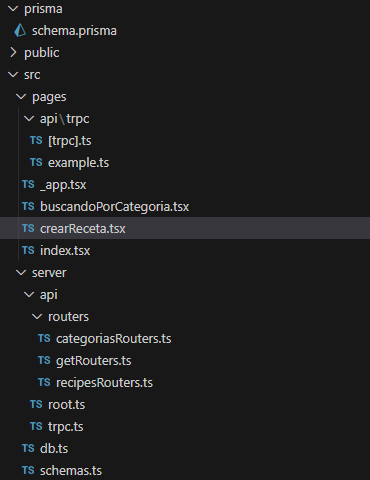 prisma
schema.prisma
public
src
pages
api\trpc
TS [trpc].ts
TS example.ts
TS _app.tsx
TS buscandoPorCategoria.tsx
TS crearReceta.tsx
TS index.tsx
server
api
routers
TS categoriasRouters.ts
TS getRouters.ts
TS recipesRouters.ts
TS root.ts
TS trpc.ts
TS db.ts
TS schemas.ts